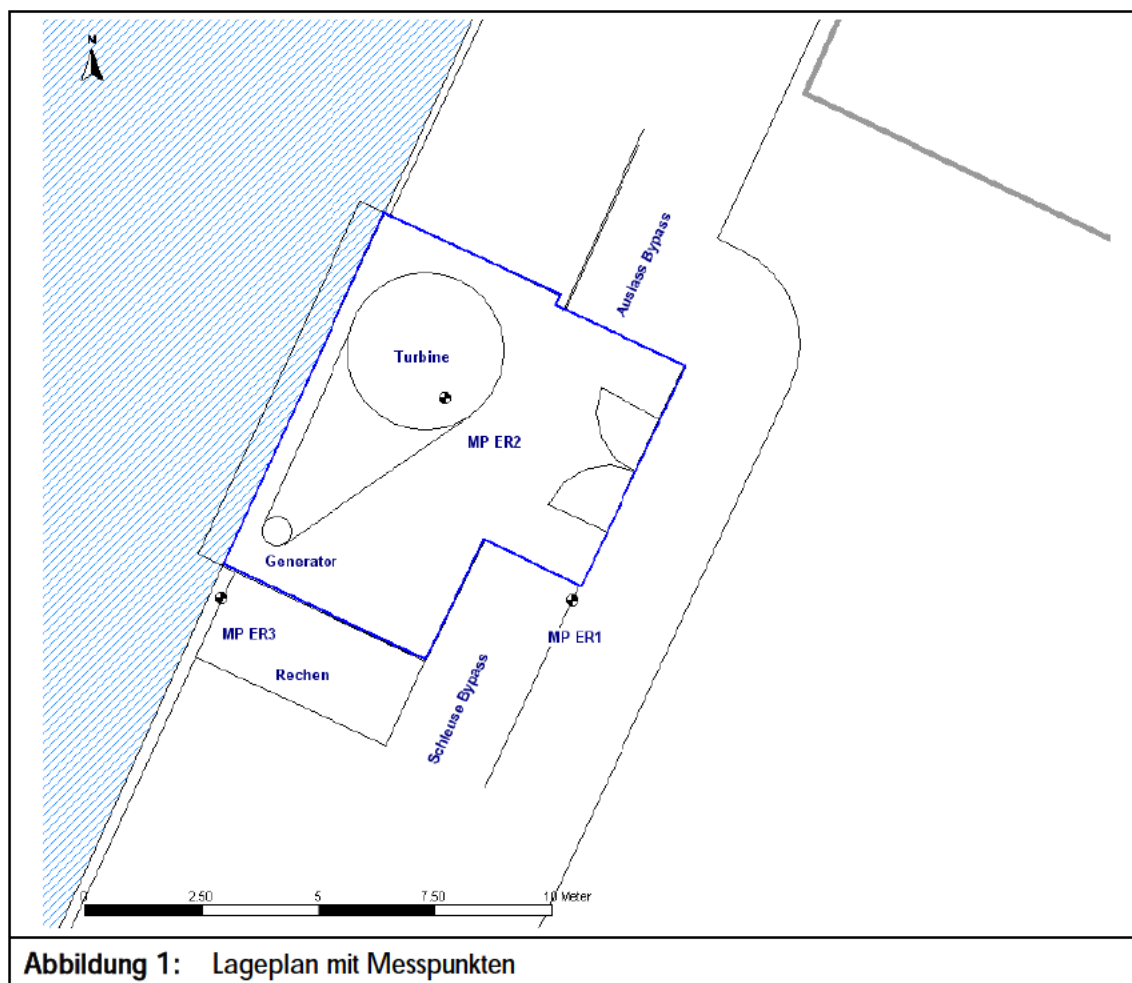 N
Auslass Bypass
Turbine
MP ER2
Generator
MP ER3
MP ER1
Rechen
Schleuse Bypass
0 2.50 5 7.50 10 Meter
Abbildung 1: Lageplan mit Messpunkten